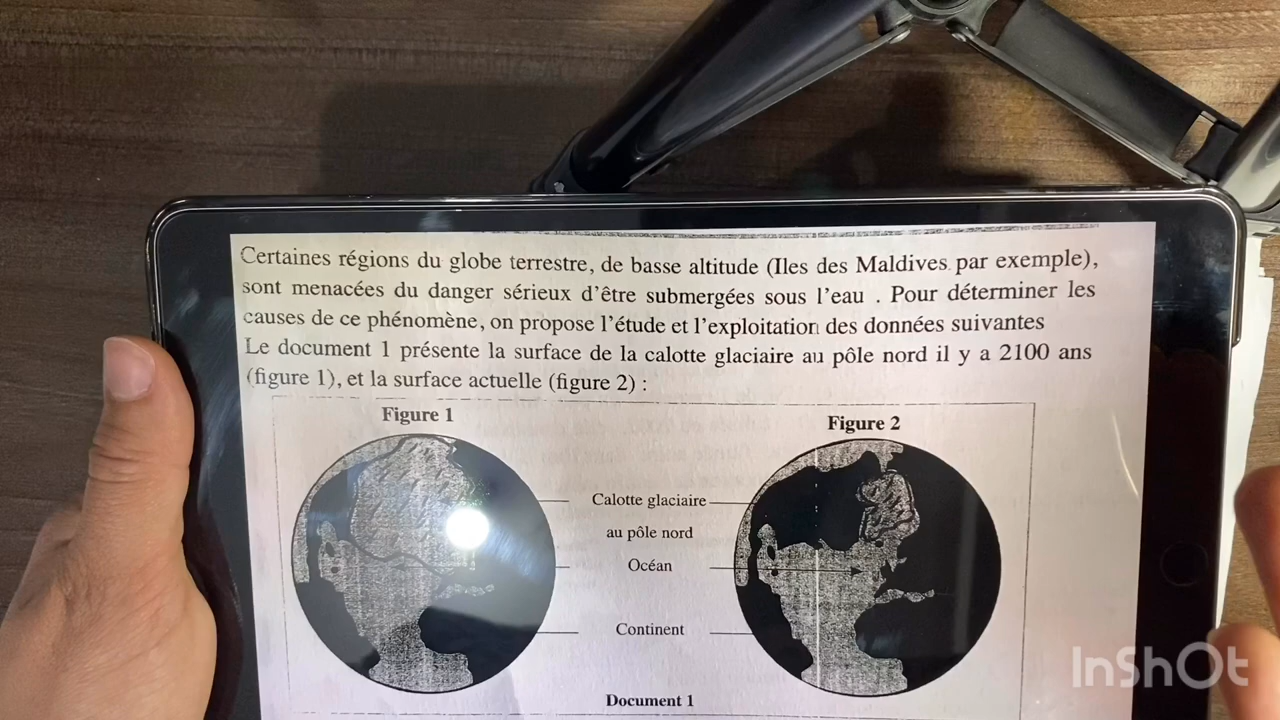 Certaines régions du globe terrestre, de basse altitude (Iles des Maldives par exemple),
sont menacées du danger sérieux d'être submergées sous l'eau . Pour déterminer les
causes de ce phénomène, on propose l'étude et l'exploitation des données suivantes
Le document 1 présente la surface de la calotte glaciaire au pôle nord il y a 2100 ans
(figure 1), et la surface actuelle (figure 2) :
Figure 1
Figure 2
Calotte glaciaire
au pôle nord
Océan
Continent
Document 1
InShOt